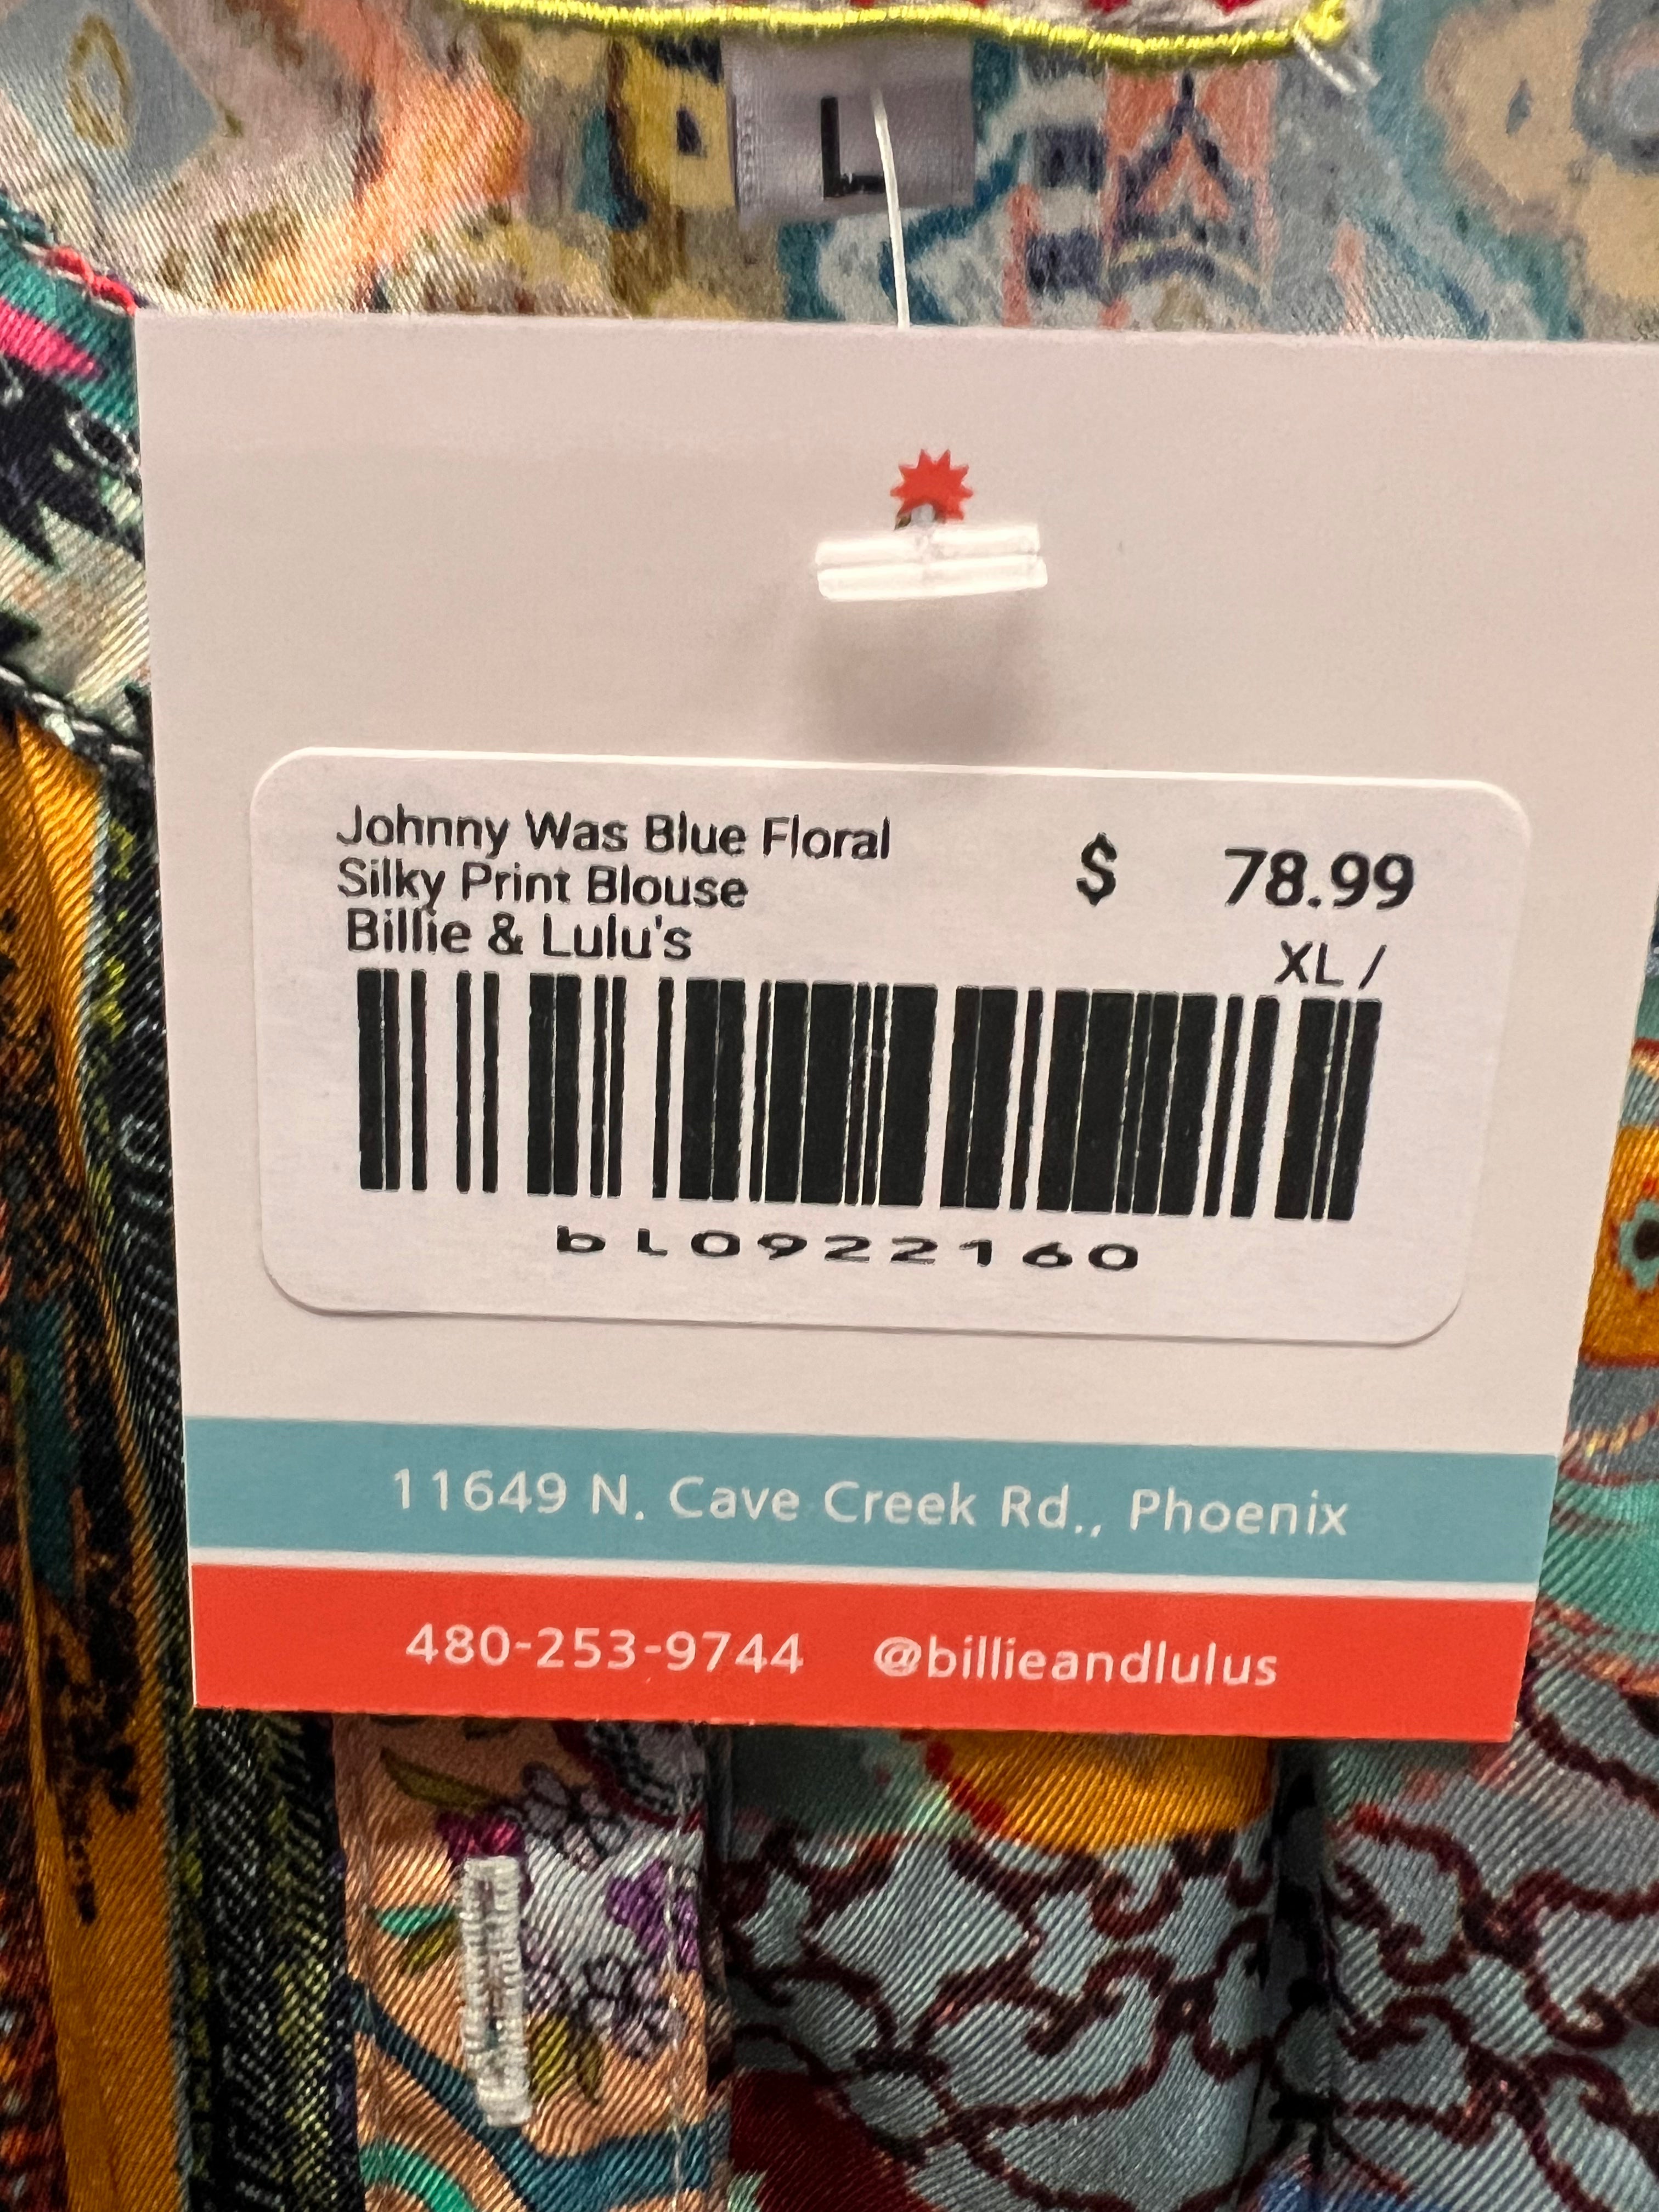 L
Johnny Was Blue Floral
Silky Print Blouse
Billie & Lulu's
$ 78.99
XL /
bL0922160
11649 N. Cave Creek Rd., Phoenix
480-253-9744 @billieandlulus